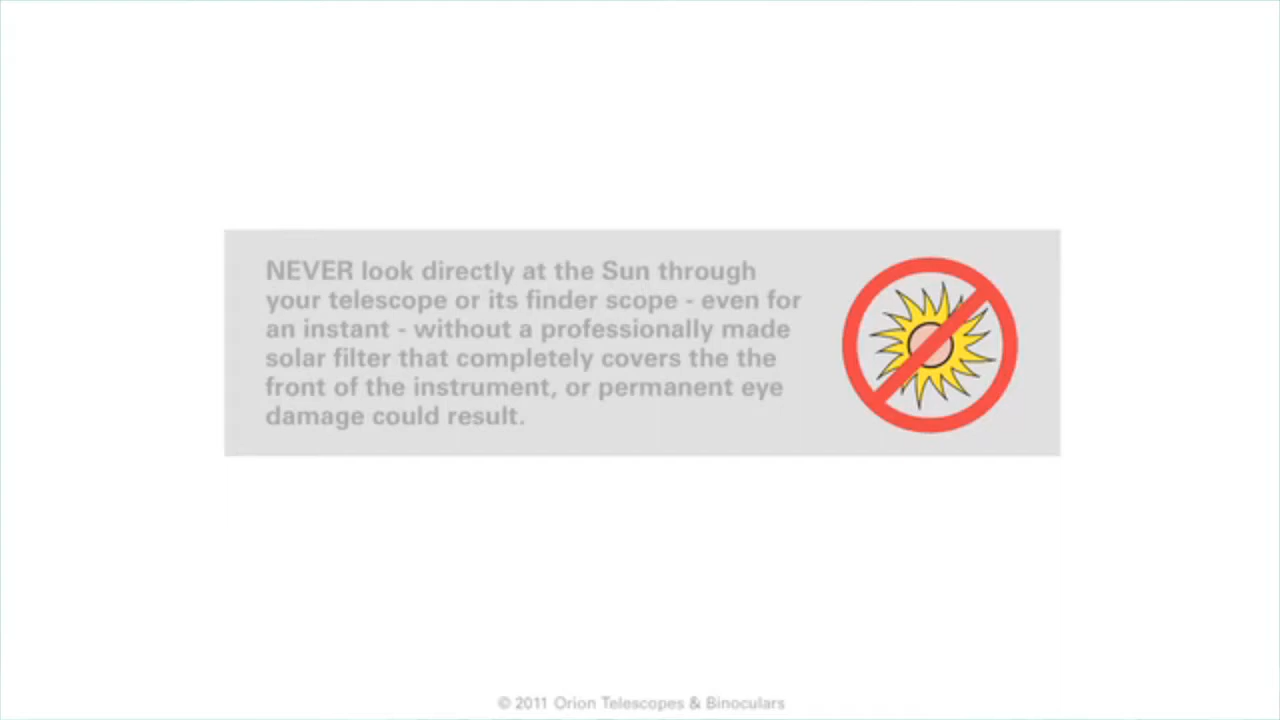 NEVER look directly at the Sun through
your telescope or its finder scope - even for
an instant - without a professionally made
solar filter that completely covers the the
front of the instrument, or permanent eye
damage could result.
© 2011 Orion Telescopes & Binoculars